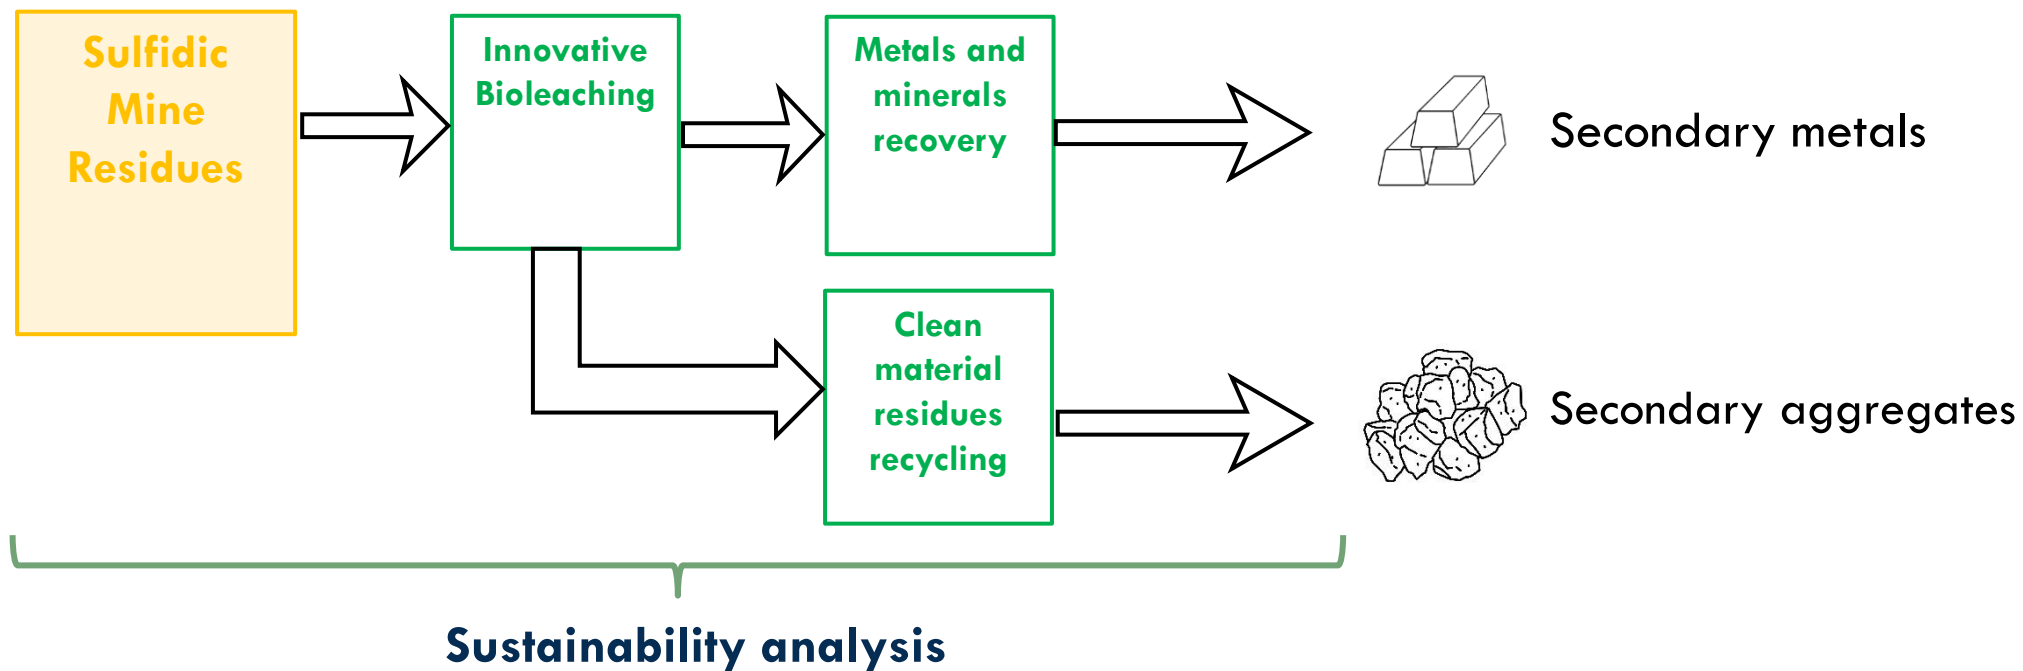 Sulfidic
Mine
Residues
Innovative
Bioleaching
Metals and
minerals
recovery
Secondary metals
Clean
material
residues
recycling
Secondary aggregates
Sustainability analysis